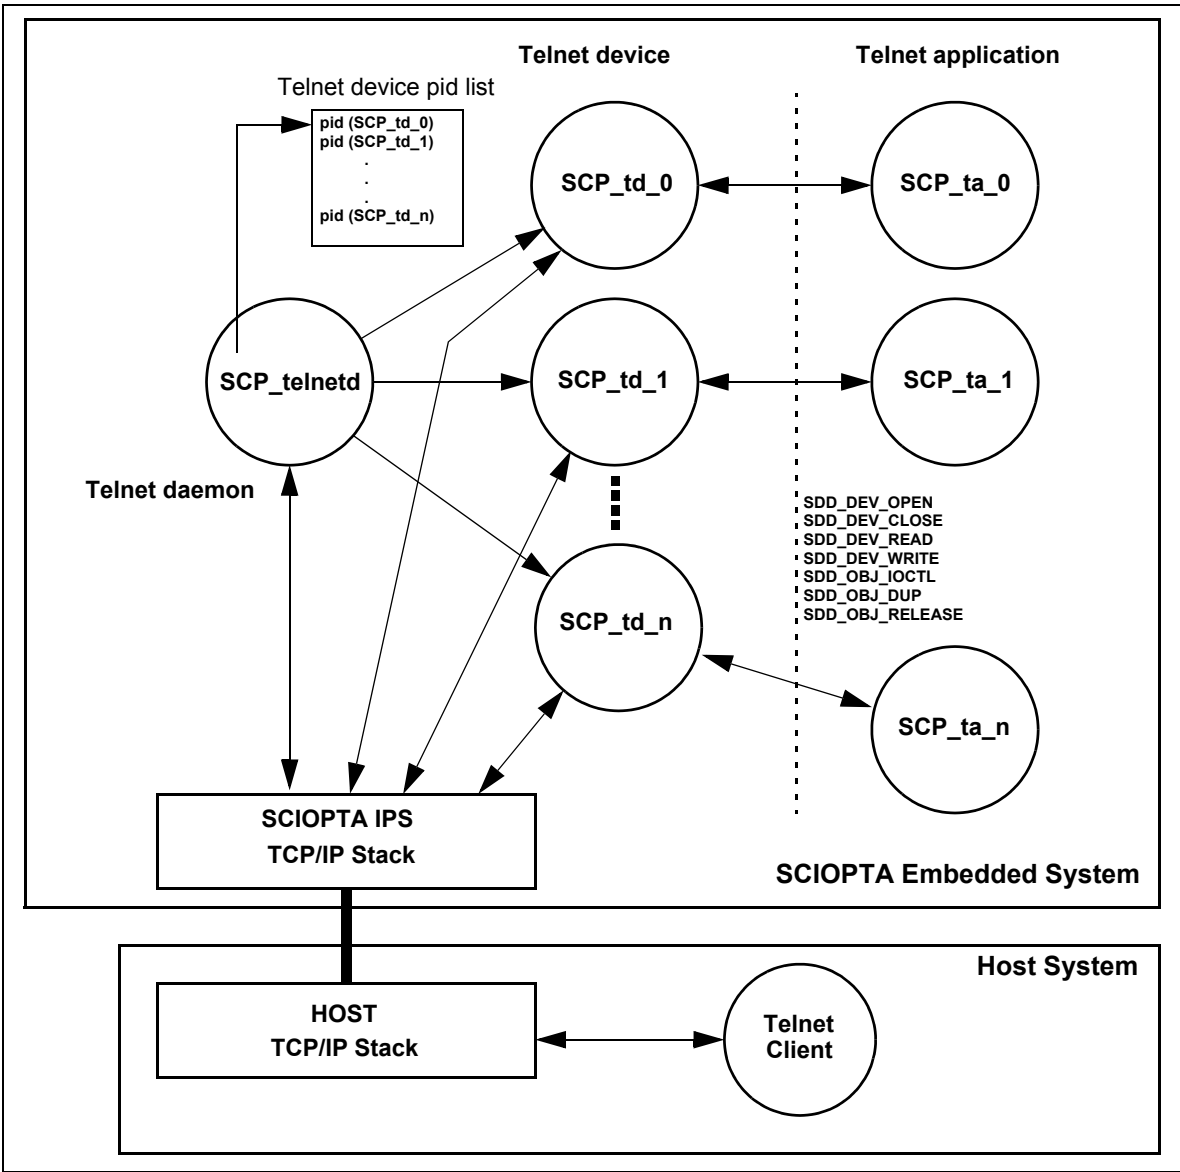 Telnet device
Telnet application
Telnet device pid list
pid (SCP_td_0)
pid (SCP_td_1)
.
.
.
pid (SCP_td_n)
SCP_td_0
SCP_ta_0
SCP_telnetd
SCP_td_1
SCP_ta_1
Telnet daemon
SDD_DEV_OPEN
SDD_DEV_CLOSE
SDD_DEV_READ
SDD_DEV_WRITE
SDD_OBJ_IOCTL
SDD_OBJ_DUP
SDD_OBJ_RELEASE
SCP_td_n
SCP_ta_n
SCIOPTA IPS
TCP/IP Stack
SCIOPTA Embedded System
Host System
HOST
TCP/IP Stack
Telnet
Client